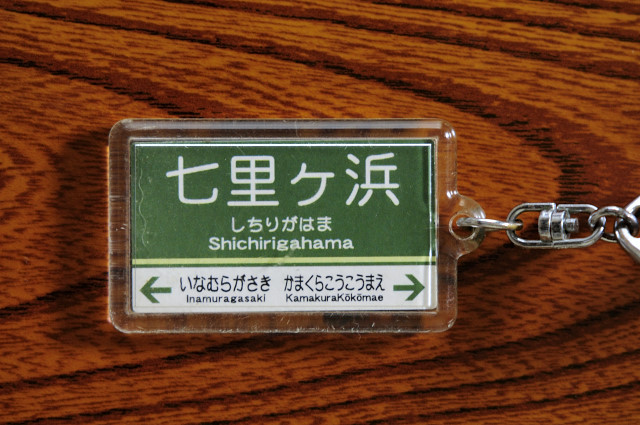 七里ヶ浜
しちりがはま
Shichirigahama
← いなむらがさき かまくらこうこうまえ →
Inamuragasaki KamakuraKōkōmae